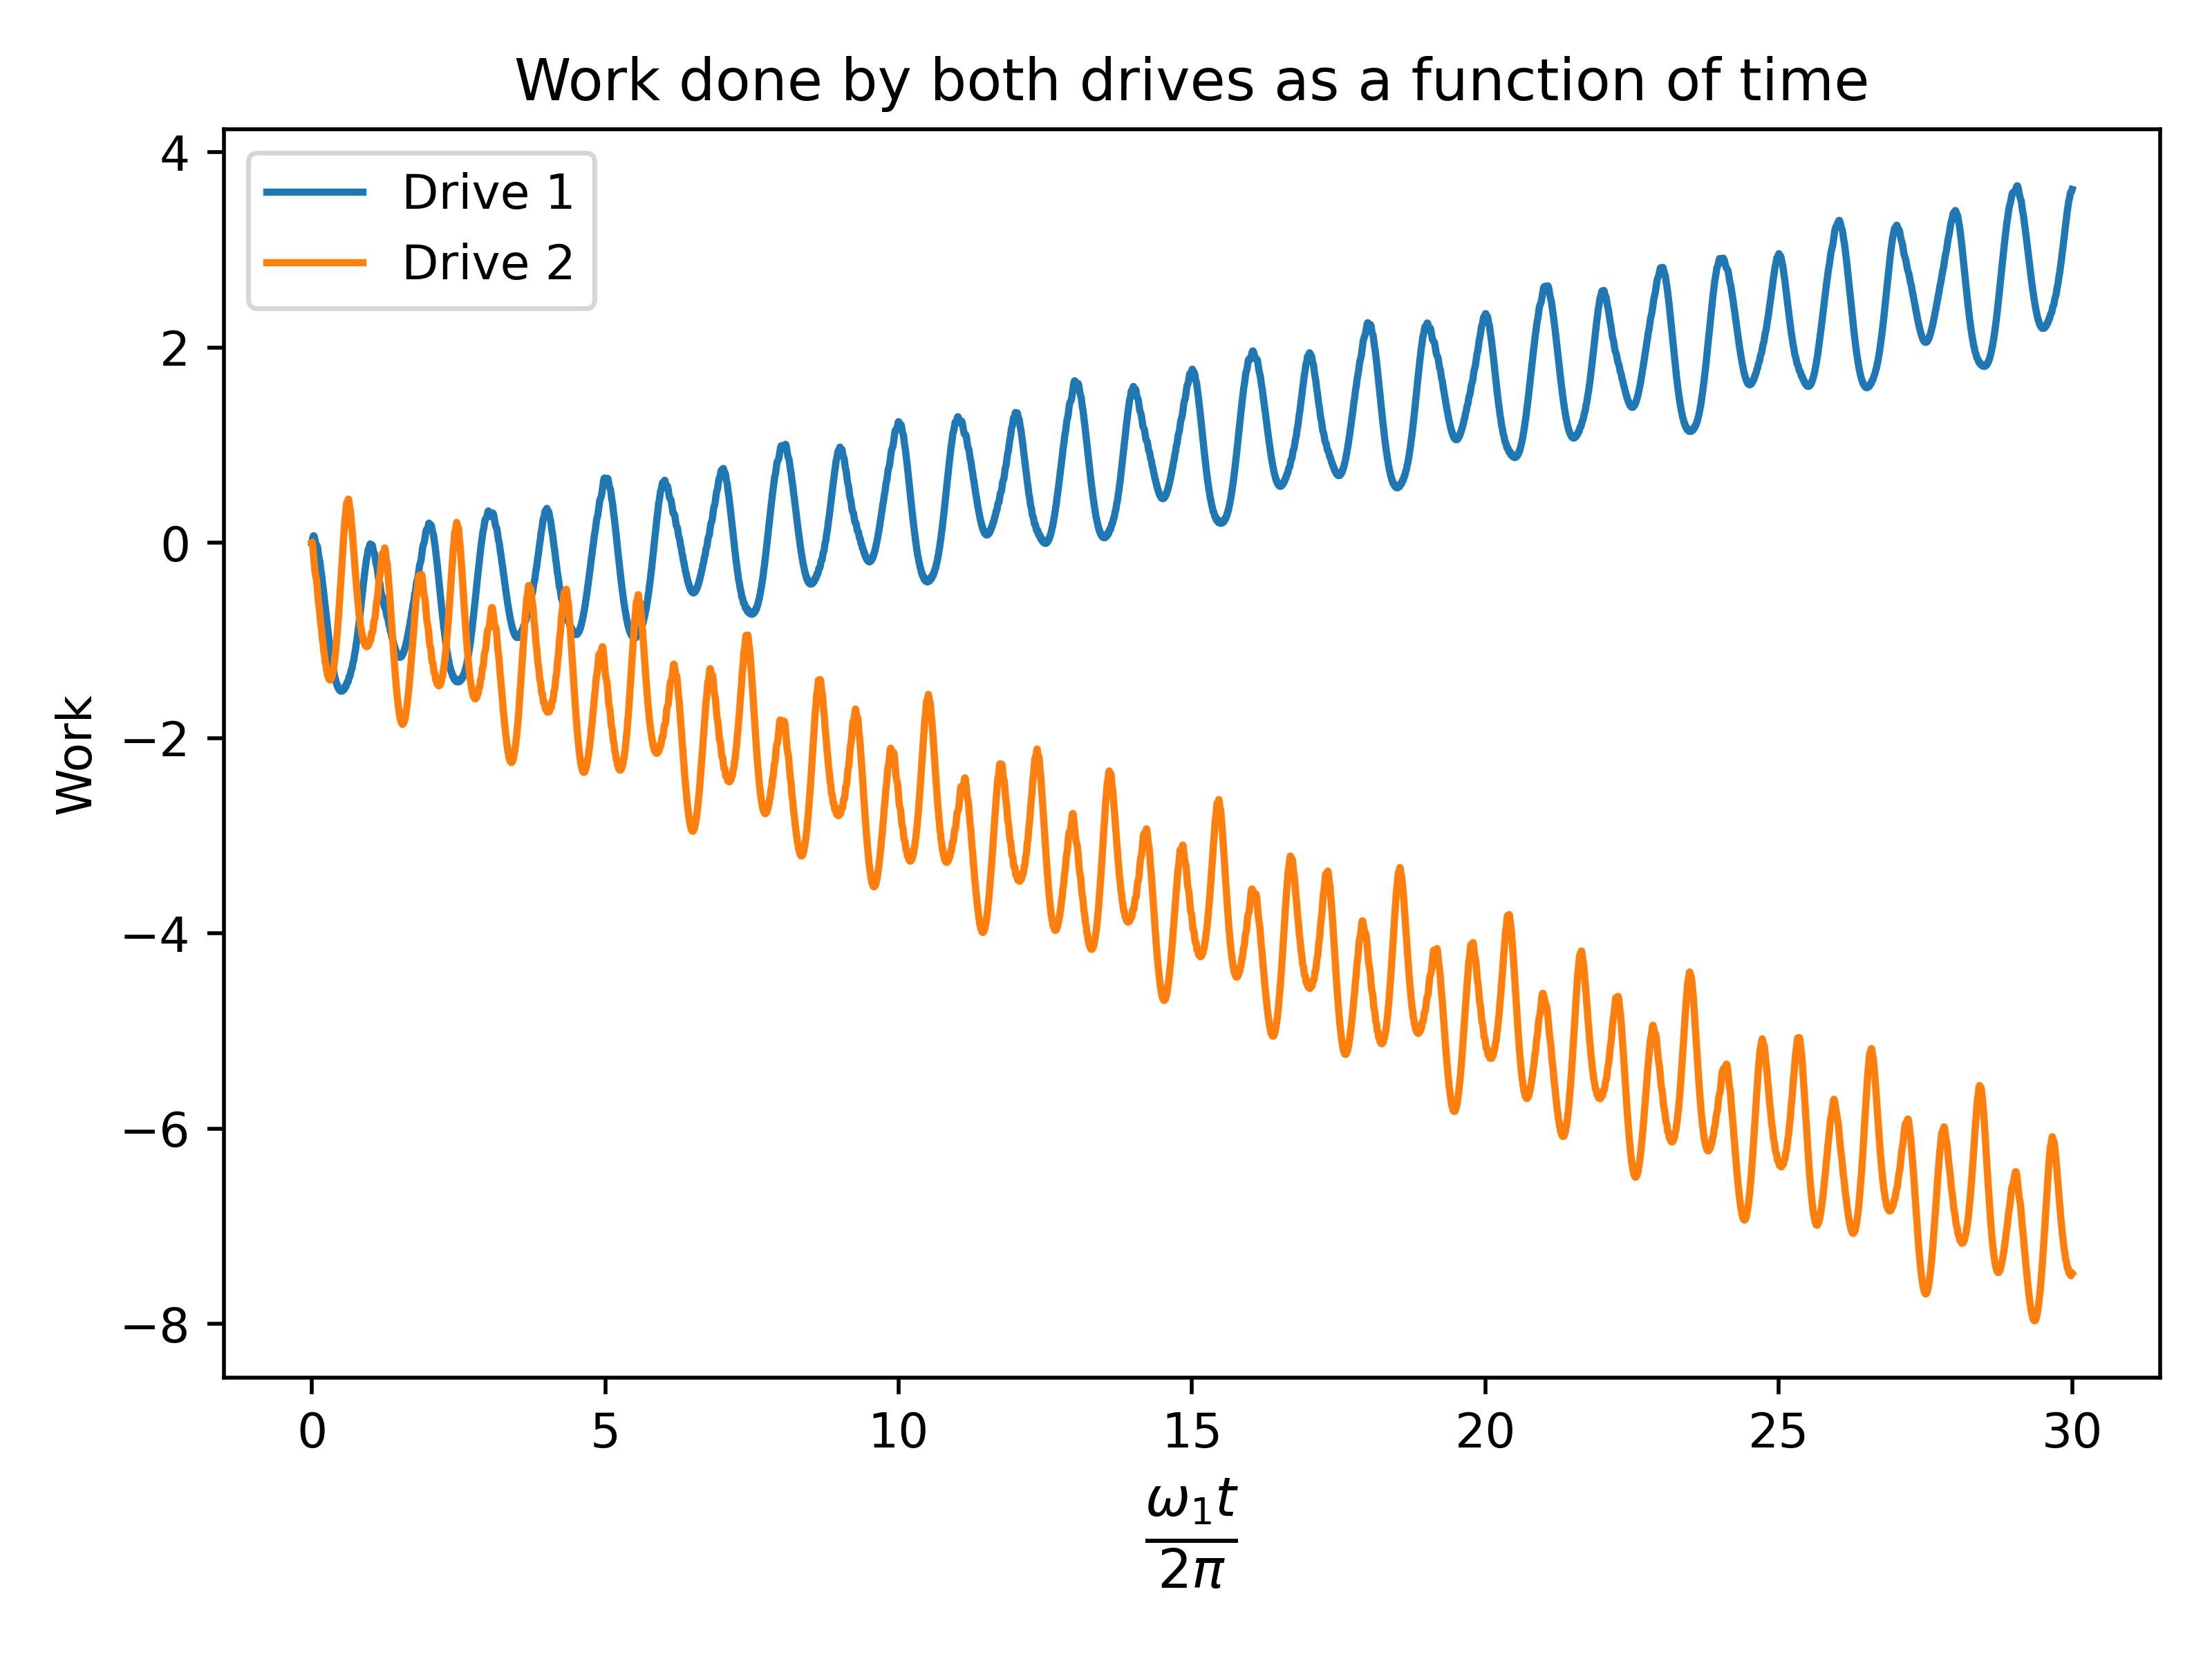 Work done by both drives as a function of time
Drive 1
Drive 2
4
2
0
−2
−4
−6
−8
Work
0 5 10 15 20 25 30
ω₁t
2π